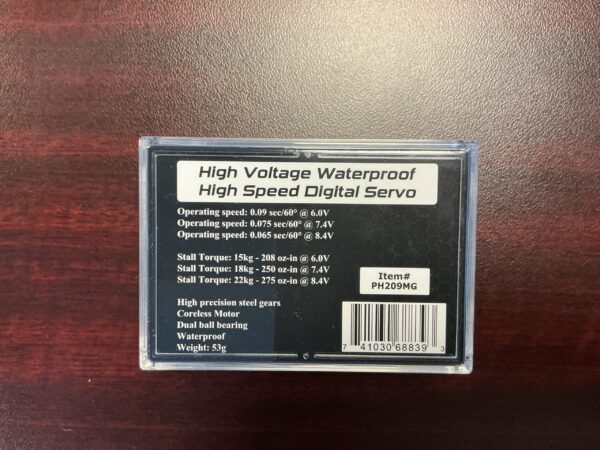 High Voltage Waterproof
High Speed Digital Servo
Operating speed: 0.09 sec/60° @ 6.0V
Operating speed: 0.075 sec/60° @ 7.4V
Operating speed: 0.065 sec/60° @ 8.4V
Stall Torque: 15kg - 208 oz-in @ 6.0V
Stall Torque: 18kg - 250 oz-in @ 7.4V
Stall Torque: 22kg - 275 oz-in @ 8.4V
Item#
PH209MG
High precision steel gears
Coreless Motor
Dual ball bearing
Waterproof
Weight: 53g
7 41030 68839 3